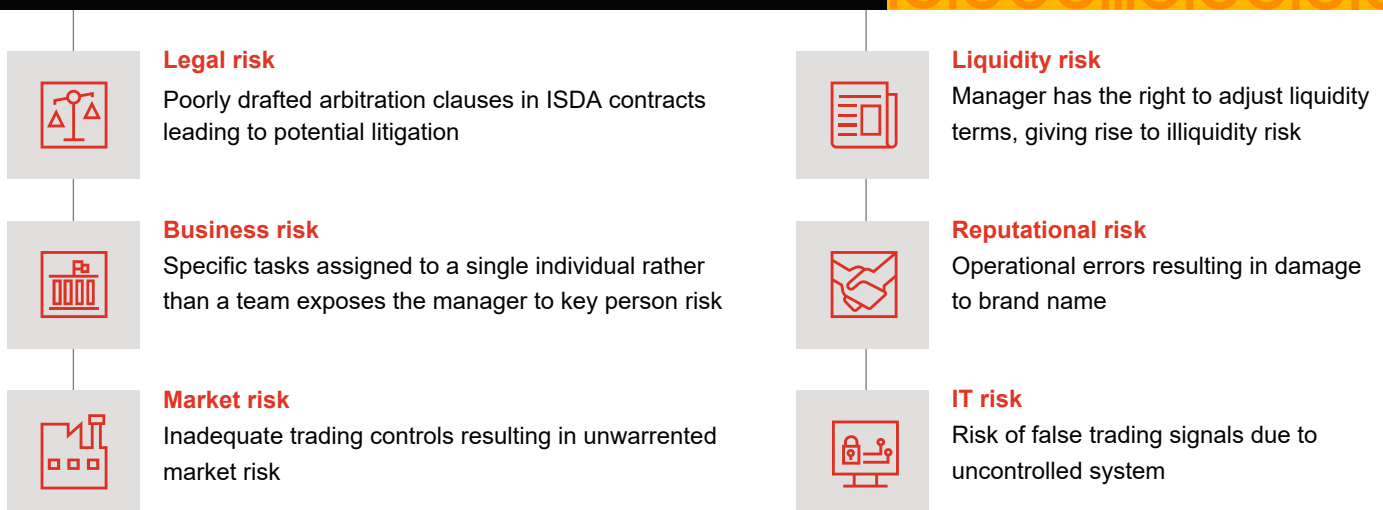 Legal risk
Poorly drafted arbitration clauses in ISDA contracts
leading to potential litigation
Business risk
Specific tasks assigned to a single individual rather
than a team exposes the manager to key person risk
Market risk
Inadequate trading controls resulting in unwarrented
market risk
Liquidity risk
Manager has the right to adjust liquidity
terms, giving rise to illiquidity risk
Reputational risk
Operational errors resulting in damage
to brand name
IT risk
Risk of false trading signals due to
uncontrolled system